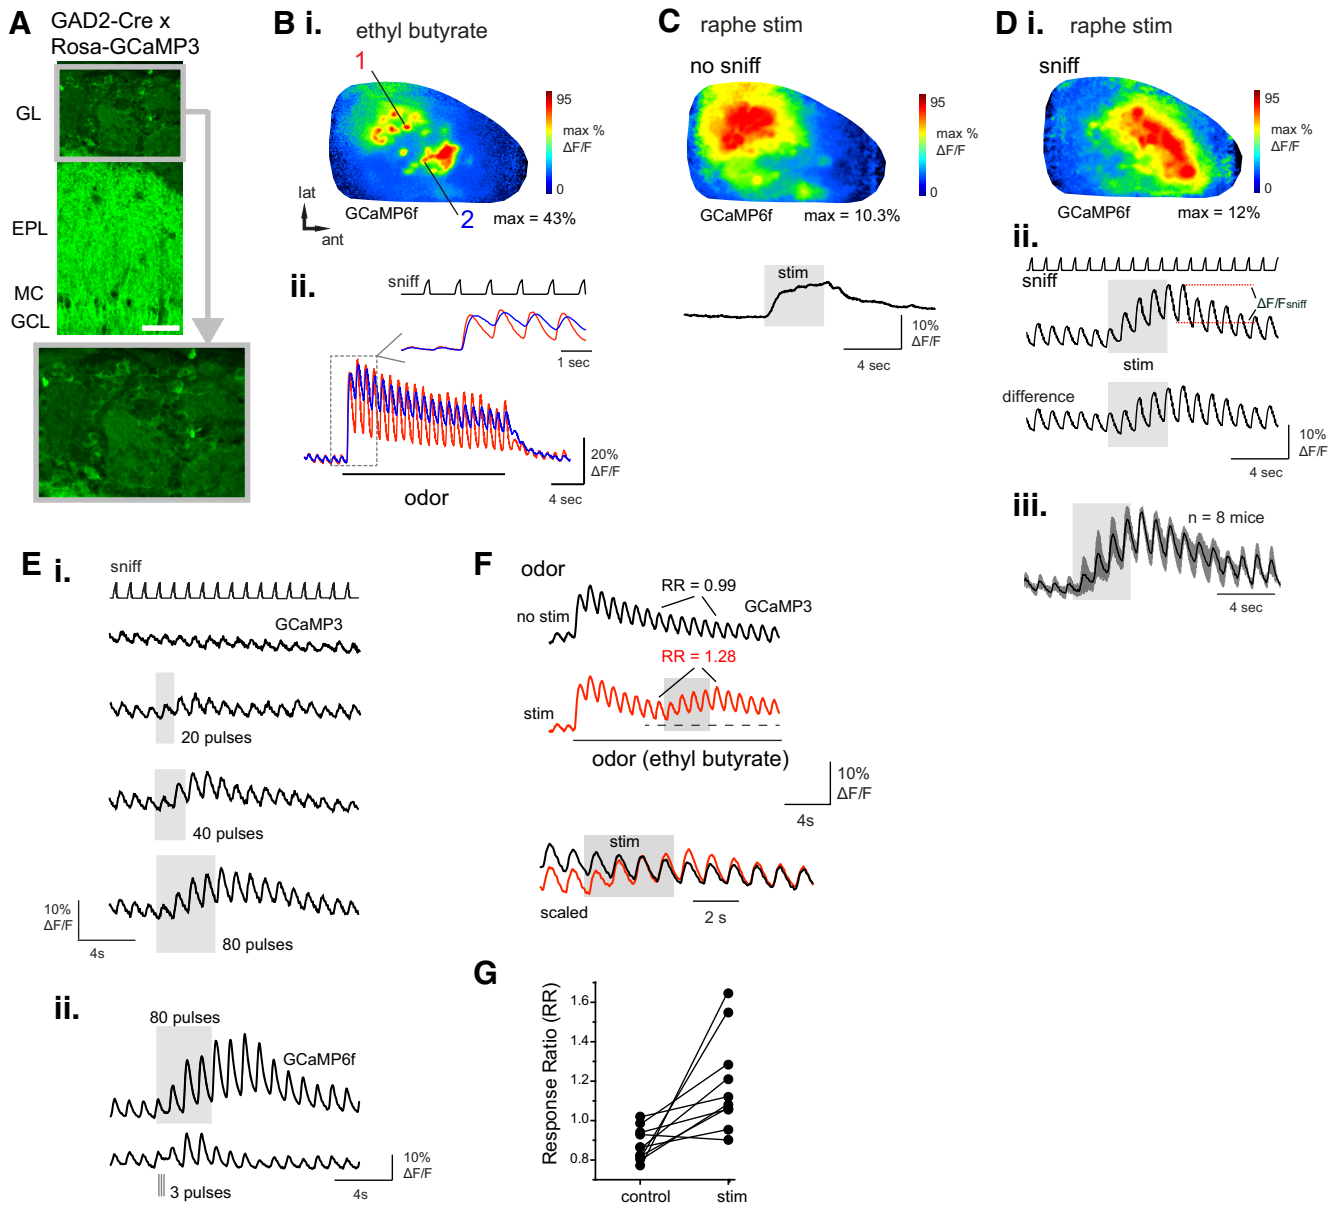 A
GAD2-Cre x
Rosa-GCaMP3
GL
EPL
MC
GCL
B i.
ethyl butyrate
1
2
95
max %
ΔF/F
0
lat
ant
GCaMP6f
max = 43%
ii.
sniff
1 sec
20%
ΔF/F
4 sec
odor
C
raphe stim
no sniff
95
max %
ΔF/F
0
GCaMP6f
max = 10.3%
stim
10%
ΔF/F
4 sec
D i.
raphe stim
sniff
95
max %
ΔF/F
0
GCaMP6f
max = 12%
ii.
sniff
ΔF/Fsniff
stim
difference
10%
ΔF/F
4 sec
iii.
n = 8 mice
4 sec
E i.
sniff
GCaMP3
20 pulses
40 pulses
80 pulses
10%
ΔF/F
4s
ii.
80 pulses
GCaMP6f
3 pulses
10%
ΔF/F
4s
F
odor
RR = 0.99
GCaMP3
no stim
RR = 1.28
stim
odor (ethyl butyrate)
10%
ΔF/F
4s
stim
scaled
2 s
G
Response Ratio (RR)
1.6
1.4
1.2
1.0
0.8
control
stim